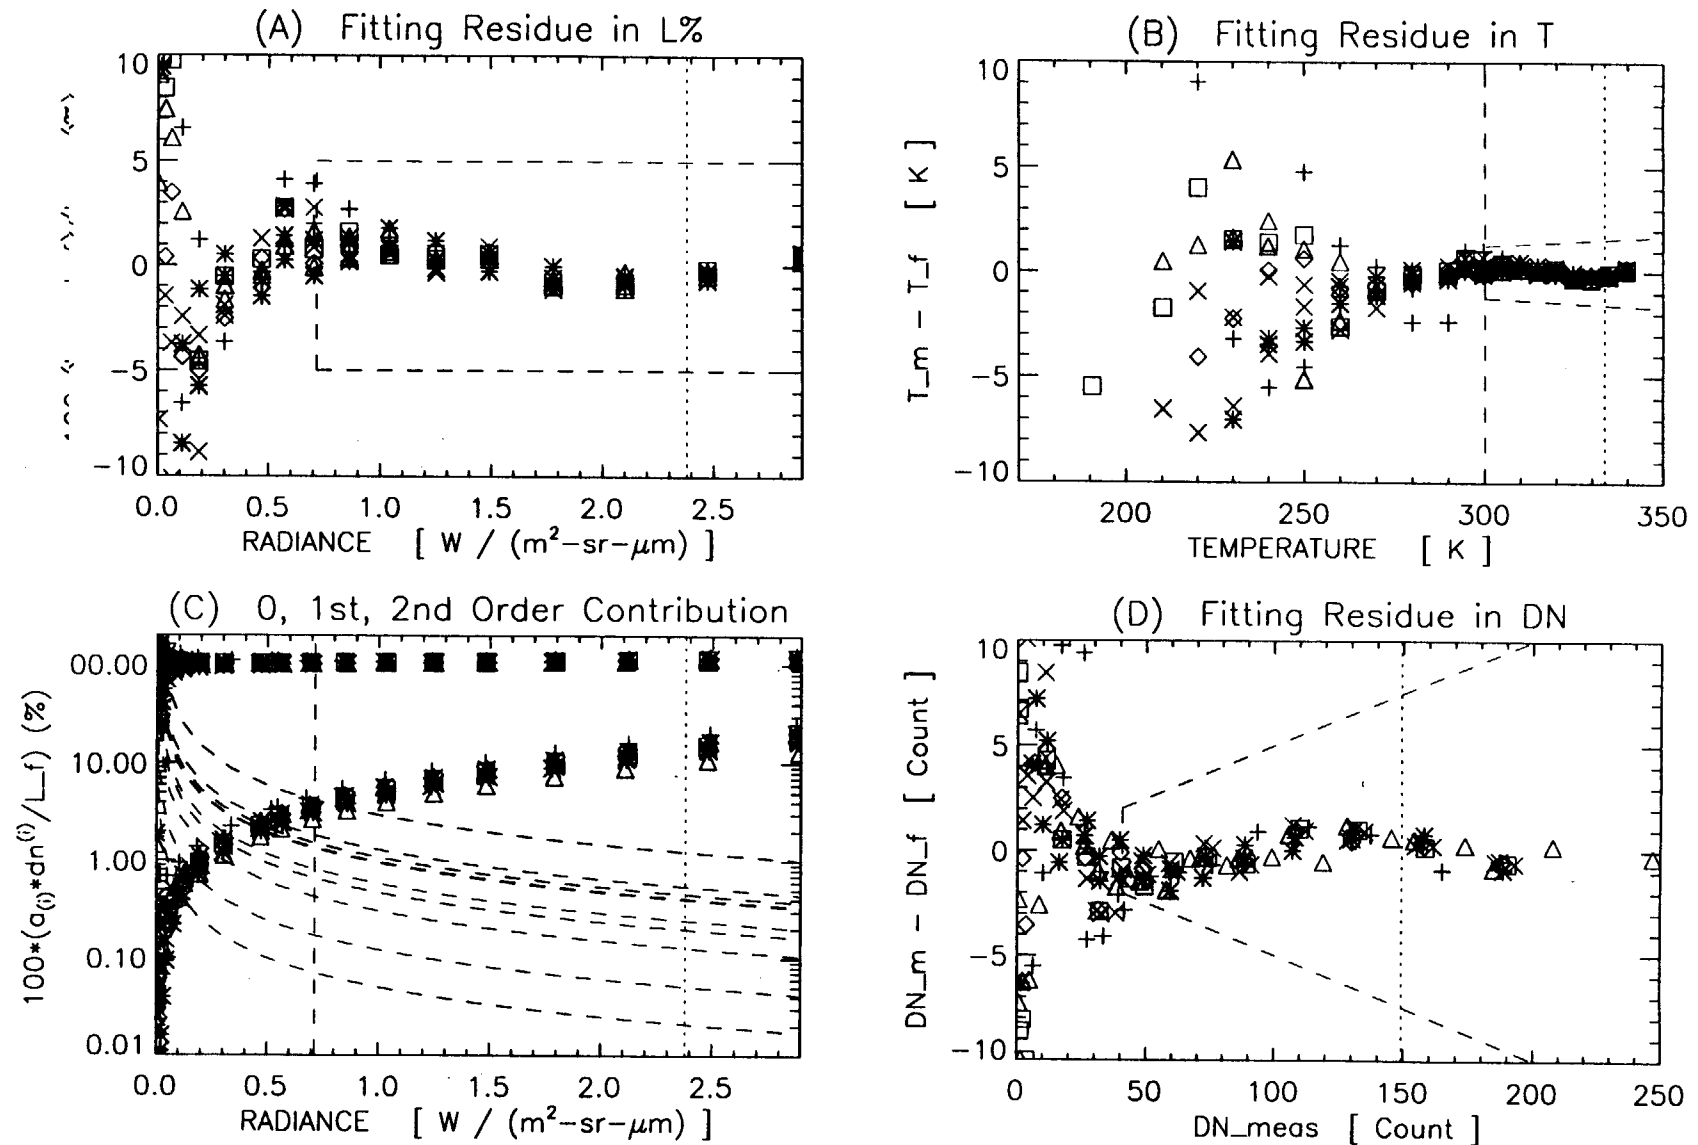 (A) Fitting Residue in L%
10
5
0
−5
−10
0.0 0.5 1.0 1.5 2.0 2.5
RADIANCE [ W / (m²−sr−μm) ]
(B) Fitting Residue in T
T_m − T_f [ K ]
10
5
0
−5
−10
200 250 300 350
TEMPERATURE [ K ]
(C) 0, 1st, 2nd Order Contribution
100*(a(i)*dn(i)/L_f) (%)
00.00
10.00
1.00
0.10
0.01
0.0 0.5 1.0 1.5 2.0 2.5
RADIANCE [ W / (m²−sr−μm) ]
(D) Fitting Residue in DN
DN_m − DN_f [ Count ]
10
5
0
−5
−10
0 50 100 150 200 250
DN_meas [ Count ]